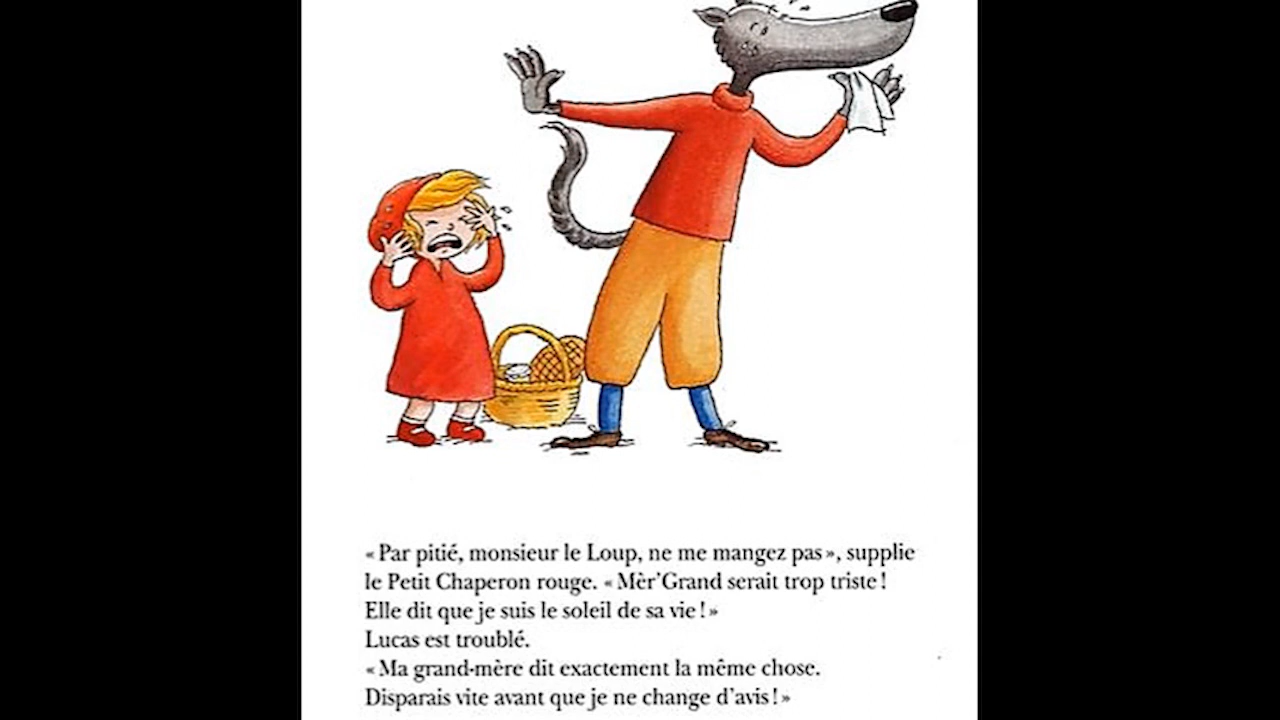 « Par pitié, monsieur le Loup, ne me mangez pas », supplie
le Petit Chaperon rouge. « Mèr’Grand serait trop triste !
Elle dit que je suis le soleil de sa vie ! »
Lucas est troublé.
« Ma grand-mère dit exactement la même chose.
Disparais vite avant que je ne change d’avis ! »